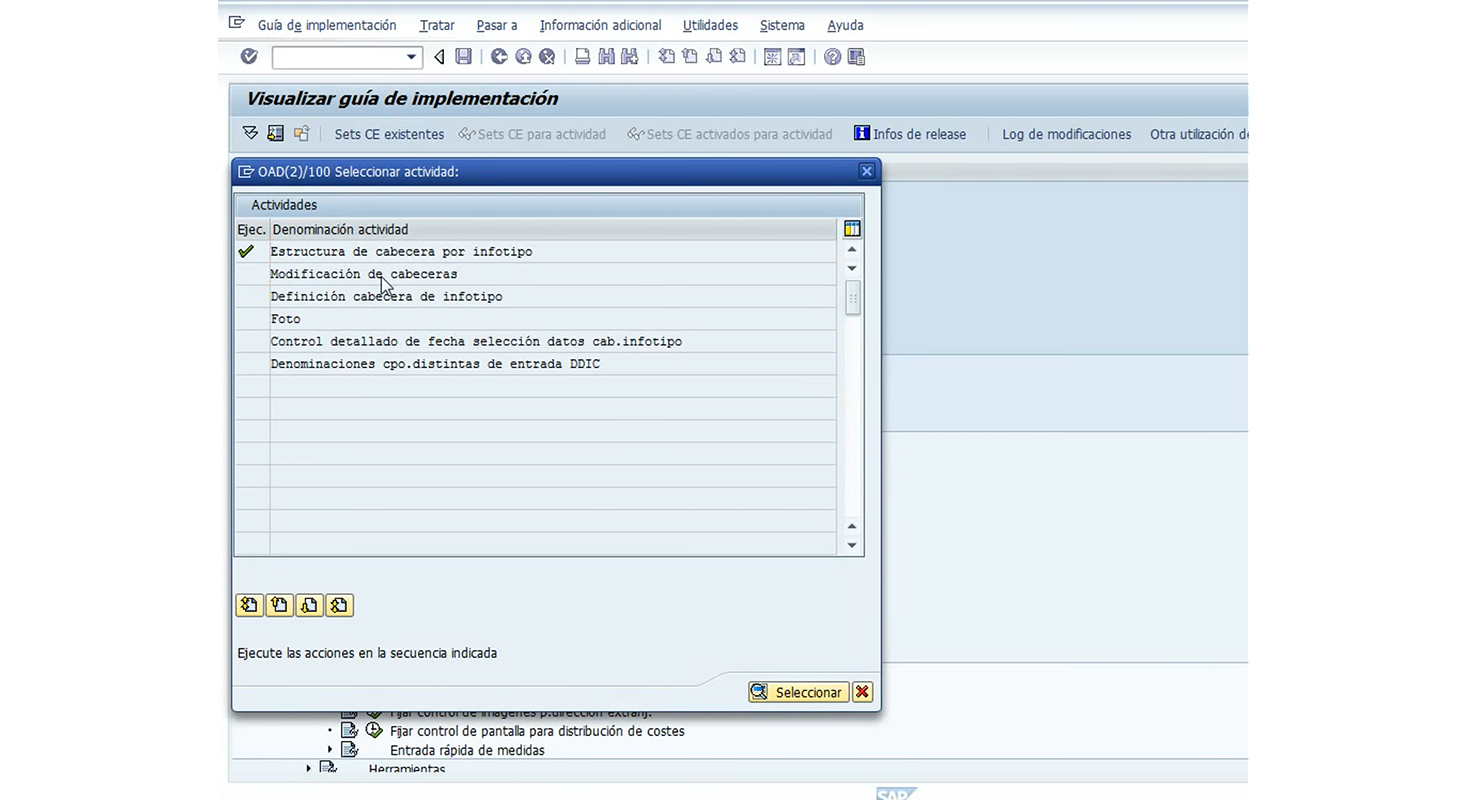 Guía de implementación Tratar Pasar a Información adicional Utilidades Sistema Ayuda
Visualizar guía de implementación
Sets CE existentes Sets CE para actividad Sets CE activados para actividad Infos de release Log de modificaciones Otra utilización
OAD(2)/100 Seleccionar actividad:
Actividades
Ejec. Denominación actividad
Estructura de cabecera por infotipo
Modificación de cabeceras
Definición cabecera de infotipo
Foto
Control detallado de fecha selección datos cab.infotipo
Denominaciones cpo.distintas de entrada DDIC
Ejecute las acciones en la secuencia indicada
Seleccionar
Fijar control de imágenes p.dirección extranj.
Fijar control de pantalla para distribución de costes
Entrada rápida de medidas
Herramientas
SAP